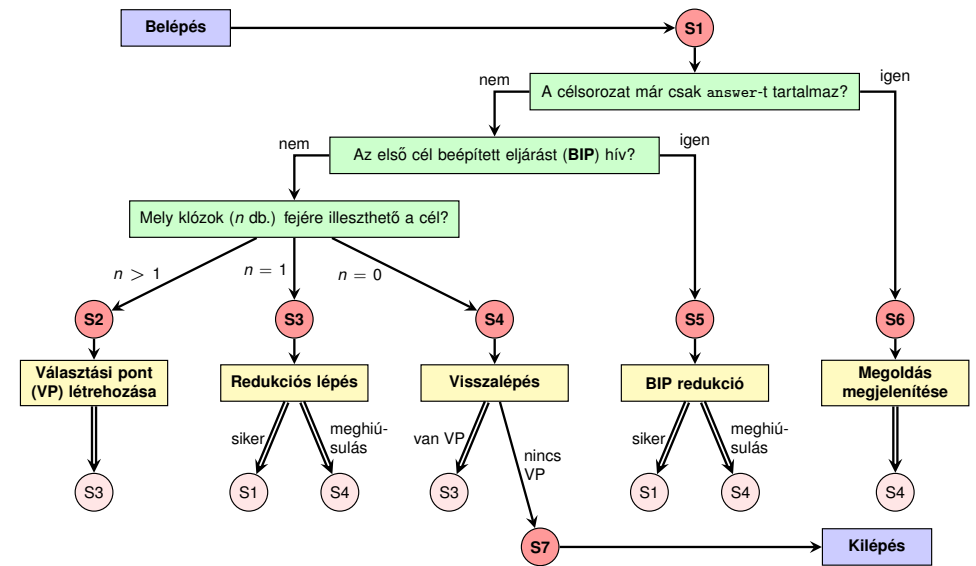 Belépés
S1
A célsorozat már csak answer-t tartalmaz?
nem
igen
Az első cél beépített eljárást (BIP) hív?
nem
igen
Mely klózok (n db.) fejére illeszthető a cél?
n > 1
n = 1
n = 0
S2
S3
S4
S5
S6
Választási pont
(VP) létrehozása
Redukciós lépés
Visszalépés
BIP redukció
Megoldás
megjelenítése
siker
meghiú-
sulás
van VP
nincs
VP
siker
meghiú-
sulás
S3
S1
S4
S3
S1
S4
S4
S7
Kilépés